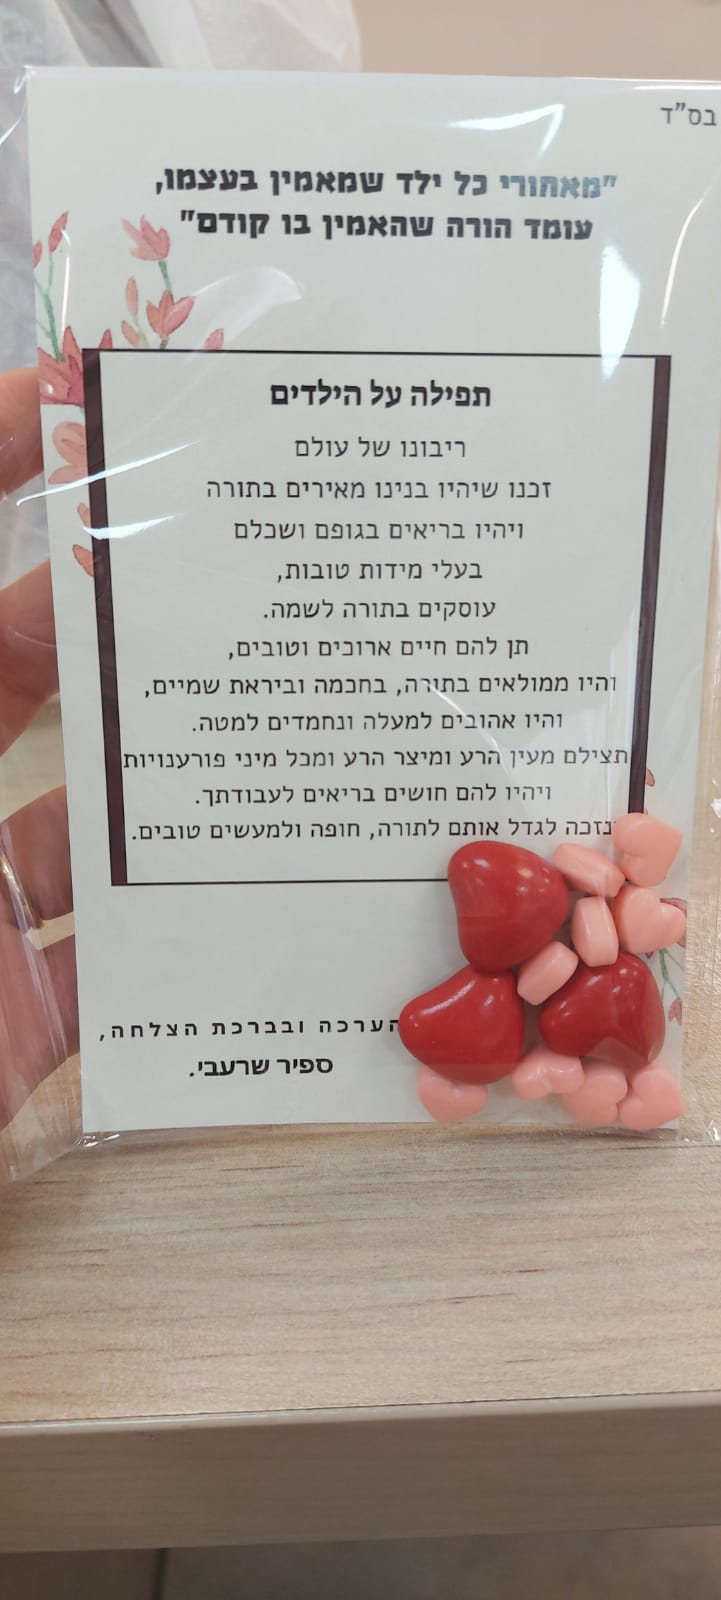 בס"ד
"מאחורי כל ילד שמאמין בעצמו,
עומד הורה שהאמין בו קודם"
תפילה על הילדים
ריבונו של עולם
זכנו שיהיו בנינו מאירים בתורה
ויהיו בריאים בגופם ושכלם
בעלי מידות טובות,
עוסקים בתורה לשמה.
תן להם חיים ארוכים וטובים,
והיו ממולאים בתורה, בחכמה וביראת שמיים,
והיו אהובים למעלה ונחמדים למטה.
תצילם מעין הרע ומיצר הרע ומכל מיני פורענויות
ויהיו להם חושים בריאים לעבודתך.
ונזכה לגדל אותם לתורה, חופה ולמעשים טובים.
הערכה ובברכת הצלחה,
ספיר שרעבי.